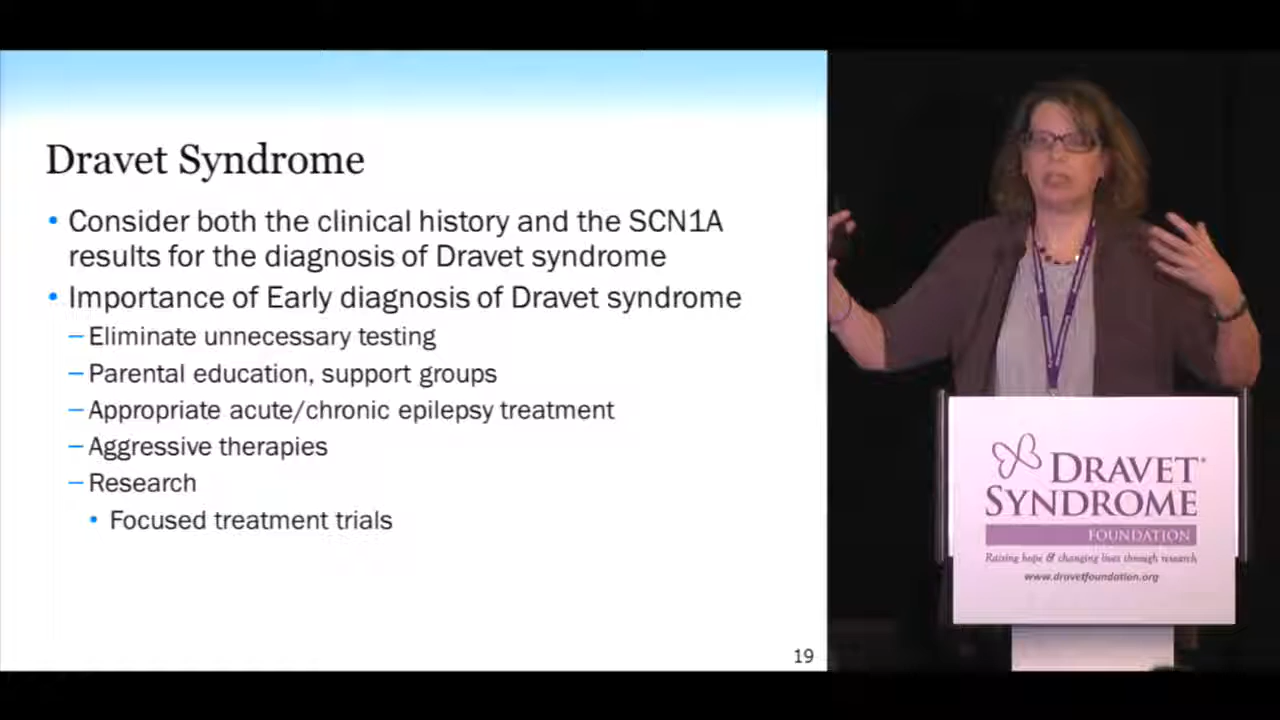 Dravet Syndrome
• Consider both the clinical history and the SCN1A
results for the diagnosis of Dravet syndrome
• Importance of Early diagnosis of Dravet syndrome
– Eliminate unnecessary testing
– Parental education, support groups
– Appropriate acute/chronic epilepsy treatment
– Aggressive therapies
– Research
• Focused treatment trials
19
DRAVET®
SYNDROME
FOUNDATION
Raising hope & changing lives through research
www.dravetfoundation.org